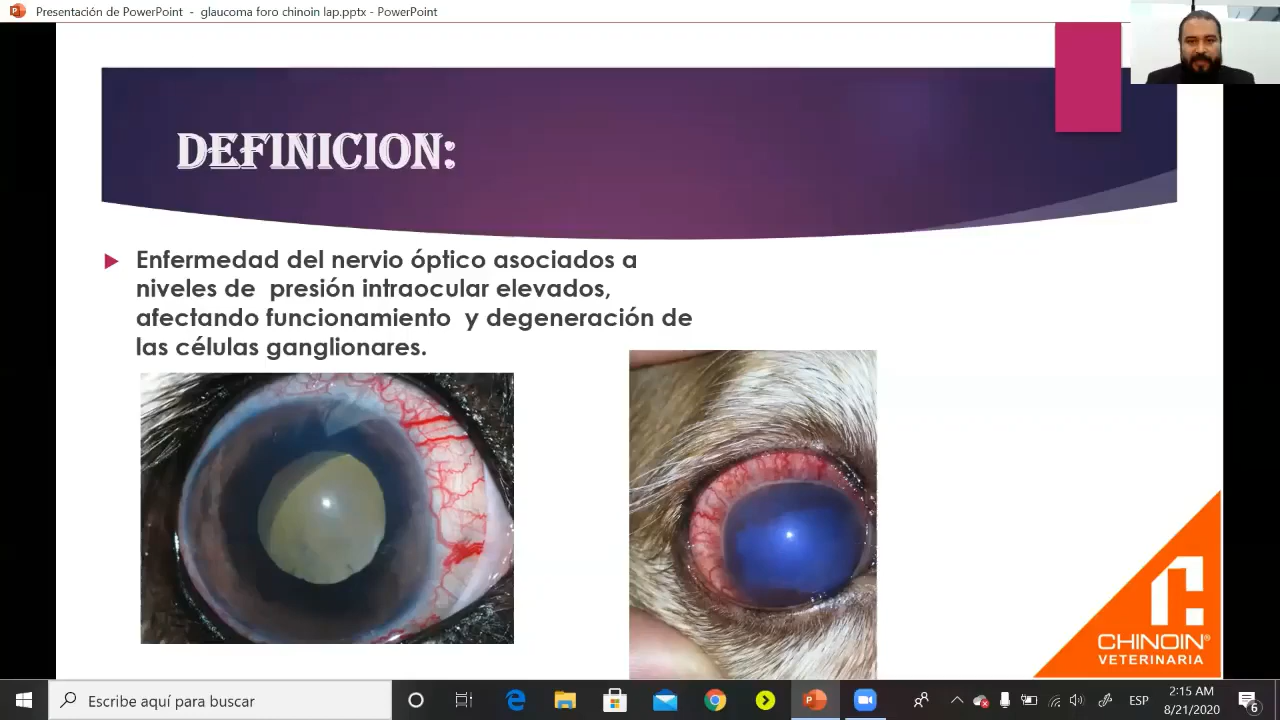 Presentación de PowerPoint - glaucoma foro chinoin lap.pptx - PowerPoint
DEFINICION:
Enfermedad del nervio óptico asociados a
niveles de presión intraocular elevados,
afectando funcionamiento y degeneración de
las células ganglionares.
CHINOIN®
VETERINARIA
Escribe aquí para buscar
ESP
2:15 AM
8/21/2020
6